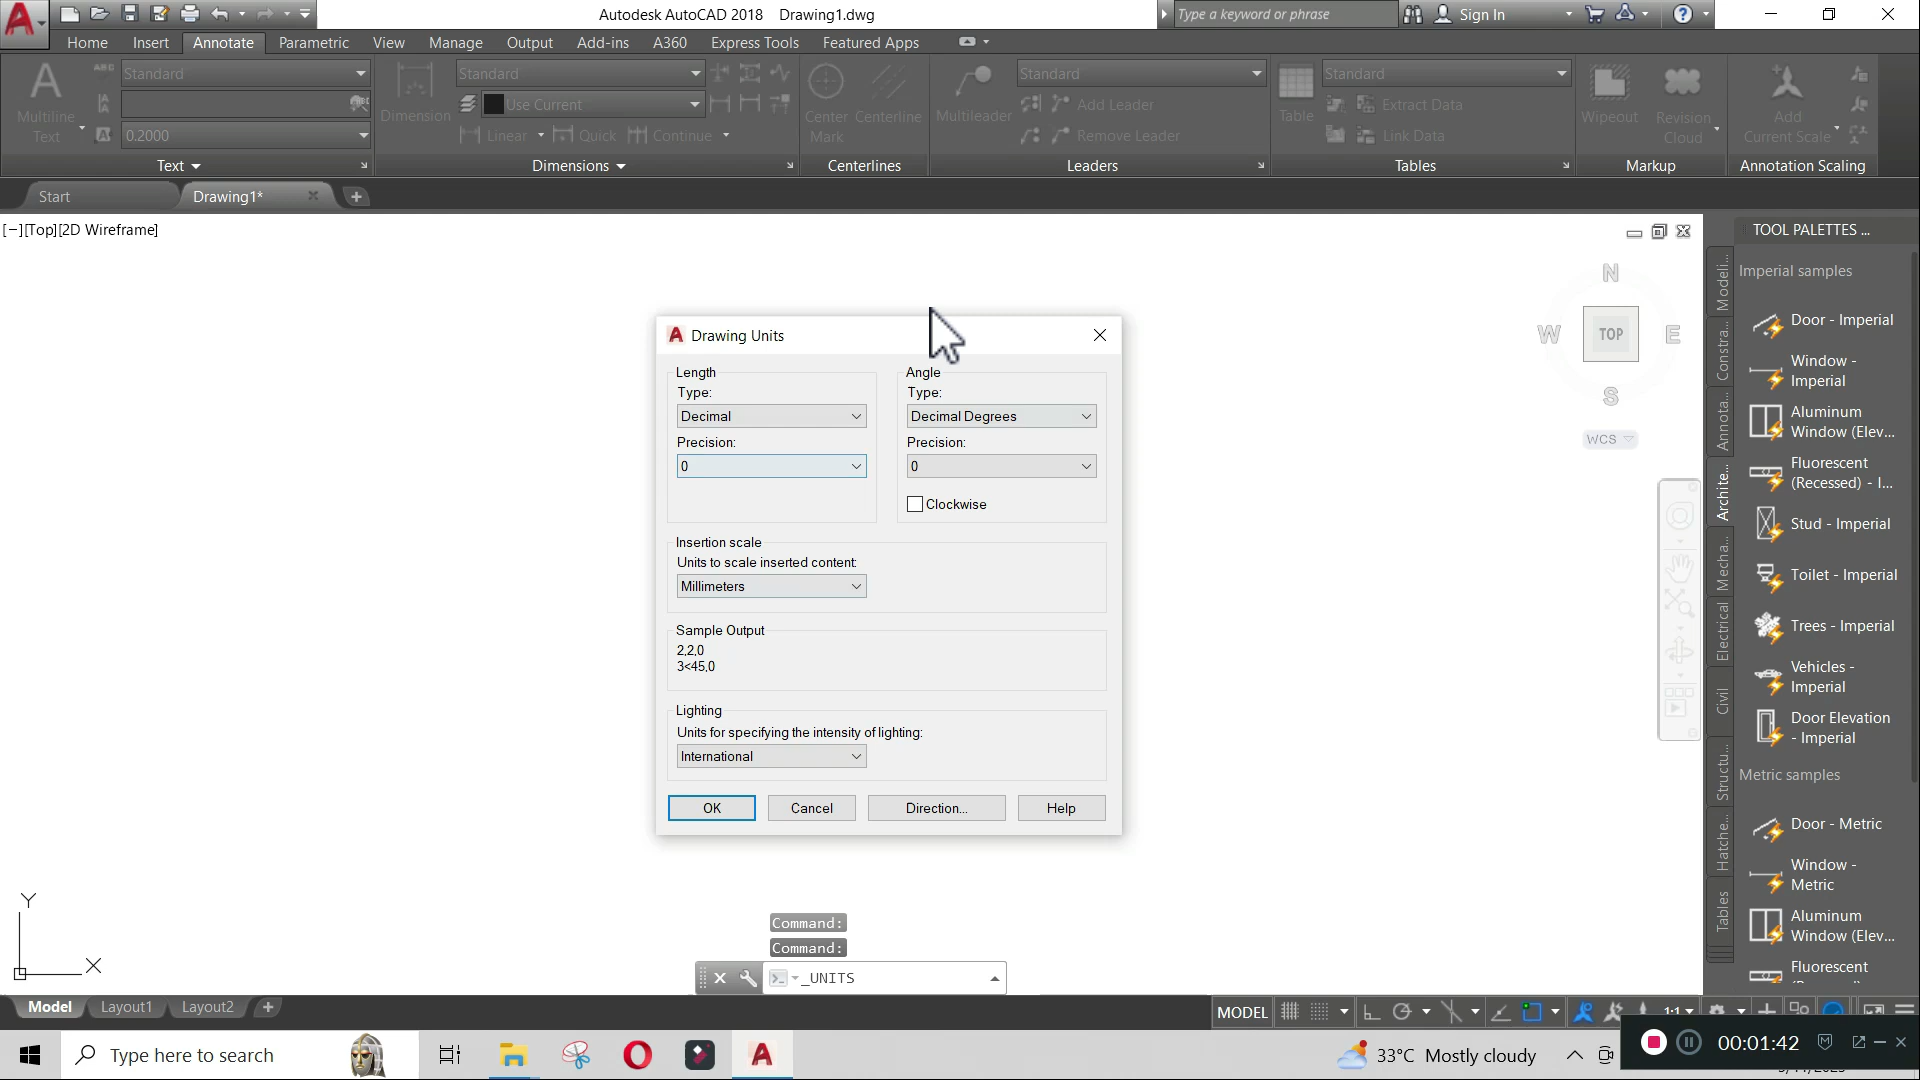 Autodesk AutoCAD 2018 Drawing1.dwg
Type a keyword or phrase
Sign In
Home Insert Annotate Parametric View Manage Output Add-ins A360 Express Tools Featured Apps
Multiline
Text
Standard
0.2000
Text
Dimension
Standard
Use Current
Linear Quick Continue
Dimensions
Center
Mark
Centerline
Centerlines
Multileader
Standard
Add Leader
Remove Leader
Leaders
Table
Standard
Extract Data
Link Data
Tables
Wipeout
Revision
Cloud
Markup
Add
Current Scale
Annotation Scaling
Start
Drawing1*
[−][Top][2D Wireframe]
N
W
TOP
E
S
WCS
Drawing Units
Length
Type:
Decimal
Precision:
0
Angle
Type:
Decimal Degrees
Precision:
0
Clockwise
Insertion scale
Units to scale inserted content:
Millimeters
Sample Output
2,2,0
3<45,0
Lighting
Units for specifying the intensity of lighting:
International
OK Cancel Direction... Help
TOOL PALETTES ...
Modeli...
Constra...
Annota...
Archite...
Mecha...
Electrical
Civil
Structu...
Hatche...
Tables
Imperial samples
Door - Imperial
Window -
Imperial
Aluminum
Window (Elev...
Fluorescent
(Recessed) - I...
Stud - Imperial
Toilet - Imperial
Trees - Imperial
Vehicles -
Imperial
Door Elevation
- Imperial
Metric samples
Door - Metric
Window -
Metric
Aluminum
Window (Elev...
Fluorescent
Y
X
Command:
Command:
_UNITS
Model Layout1 Layout2
MODEL
1:1
Type here to search
33°C Mostly cloudy
00:01:42